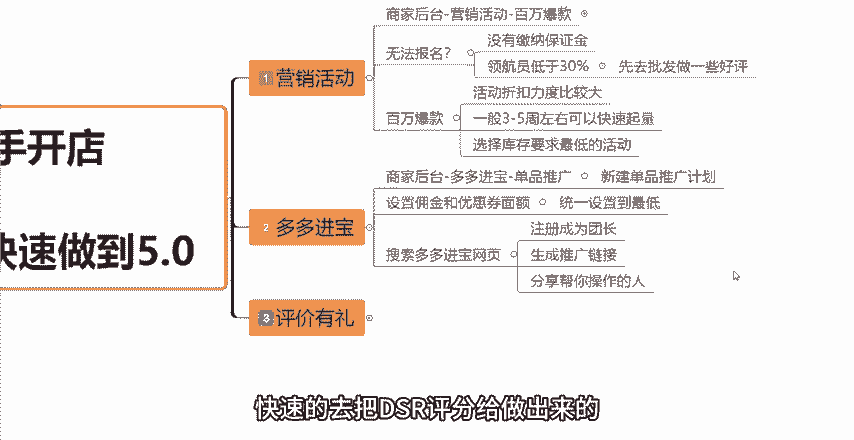 手开店
快速做到5.0
1 营销活动
商家后台-营销活动-百万爆款
无法报名？
没有缴纳保证金
领航员低于30%
先去批发做一些好评
百万爆款
活动折扣力度比较大
一般3-5周左右可以快速起量
选择库存要求最低的活动
2 多多进宝
商家后台-多多进宝-单品推广
新建单品推广计划
设置佣金和优惠券面额
统一设置到最低
搜索多多进宝网页
注册成为团长
生成推广链接
分享帮你操作的人
3 评价有礼
快速的去把DSR评分给做出来的